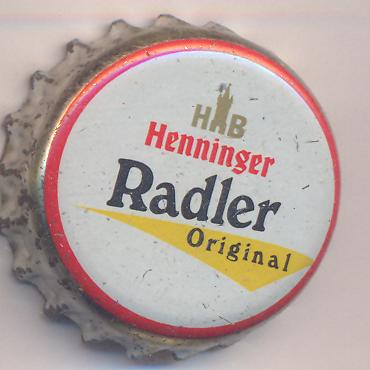 HB
Henninger
Radler
Original